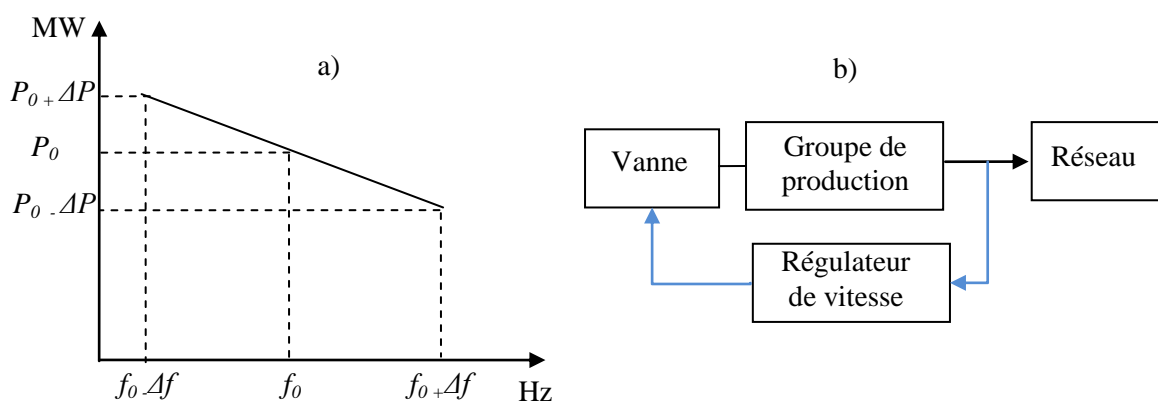 MW
a)
P₀ ₊ ΔP
P₀
P₀ ₋ ΔP
f₀ ₋Δf
f₀
f₀ ₊Δf
Hz
b)
Vanne
Groupe de
production
Réseau
Régulateur
de vitesse